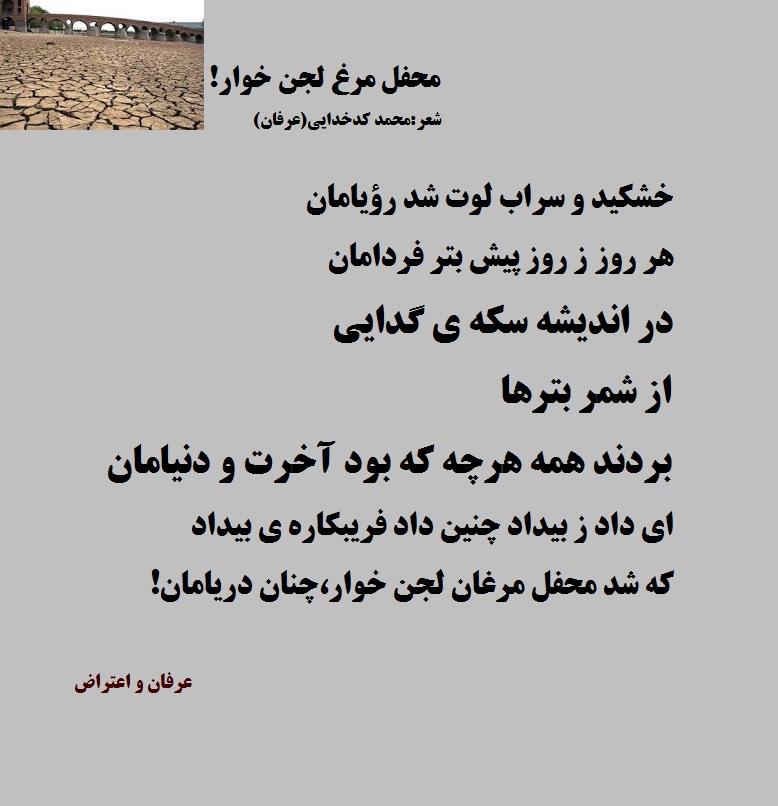 محفل مرغ لجن خوار!
شعر:محمد کدخدایی(عرفان)
خشکید و سراب لوت شد رؤیامان
هر روز ز روز پیش بتر فردامان
در اندیشه سکه ی گدایی
از شمر بترها
بردند همه هرچه که بود آخرت و دنیامان
ای داد ز بیداد چنین داد فریبکاره ی بیداد
که شد محفل مرغان لجن خوار،چنان دریامان!
عرفان و اعتراض